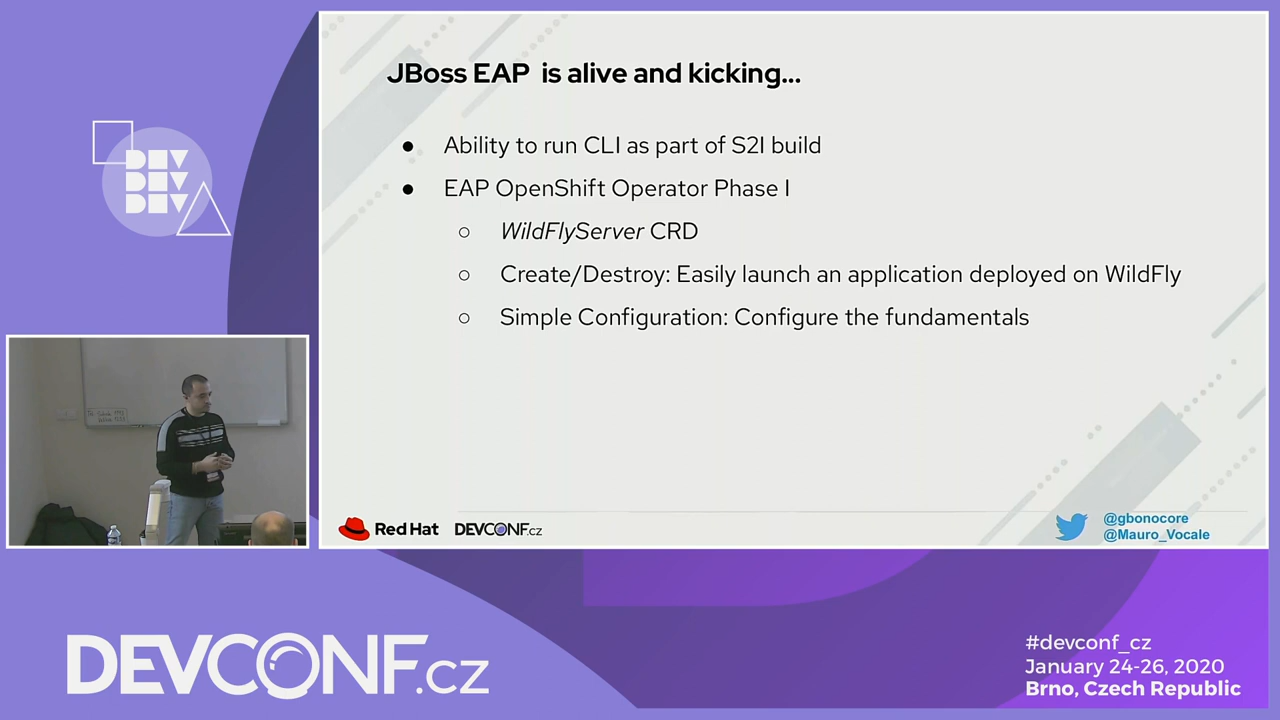 JBoss EAP is alive and kicking...
● Ability to run CLI as part of S2I build
● EAP OpenShift Operator Phase I
○ WildFlyServer CRD
○ Create/Destroy: Easily launch an application deployed on WildFly
○ Simple Configuration: Configure the fundamentals
Red Hat DEVCONF.cz
@gbonocore
@Mauro_Vocale
DEV
DEV
DEV
DEVCONF.cz
#devconf_cz
January 24-26, 2020
Brno, Czech Republic